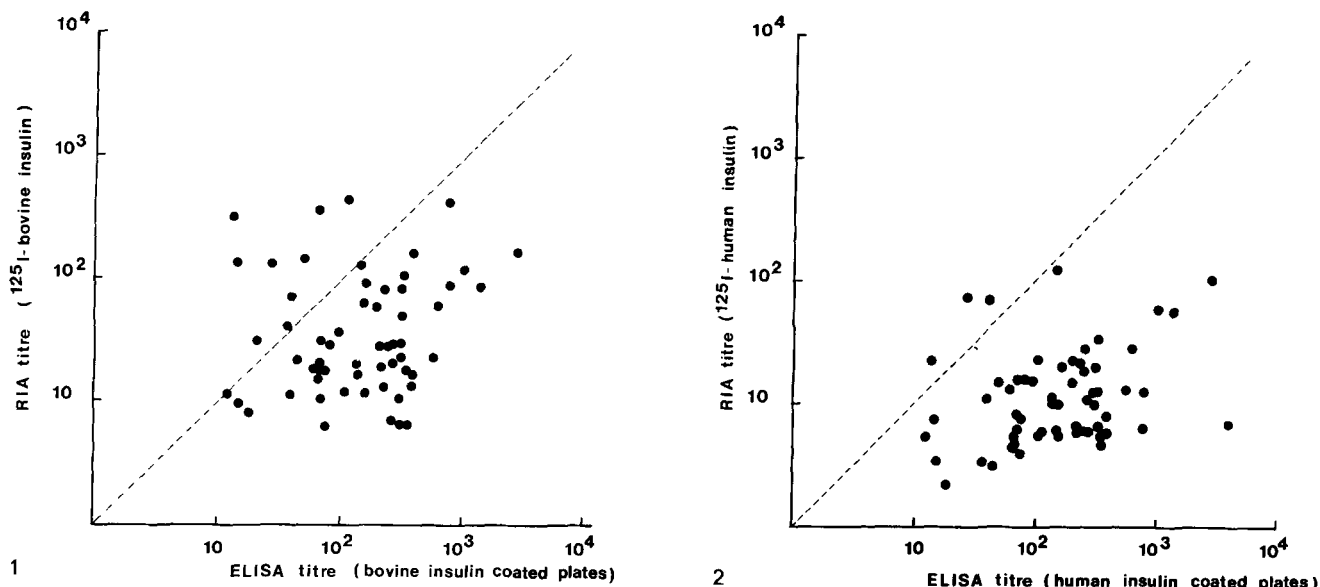 10⁴
10³
10²
10
RIA titre (¹²⁵I-bovine insulin)
10 10² 10³ 10⁴
ELISA titre (bovine insulin coated plates)
1
10⁴
10³
10²
10
RIA titre (¹²⁵I-human insulin)
10 10² 10³ 10⁴
ELISA titre (human insulin coated plates)
2